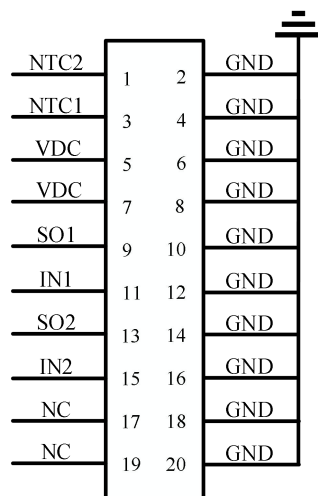 NTC2 1 2 GND
NTC1 3 4 GND
VDC 5 6 GND
VDC 7 8 GND
SO1 9 10 GND
IN1 11 12 GND
SO2 13 14 GND
IN2 15 16 GND
NC 17 18 GND
NC 19 20 GND